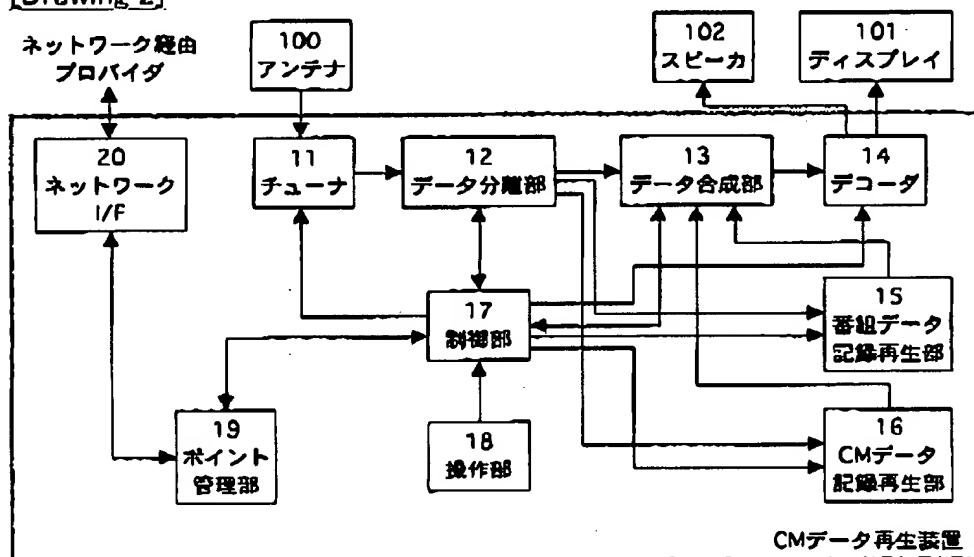 [Drawing 2]
ネットワーク経由
プロバイダ
100
アンテナ
102
スピーカ
101
ディスプレイ
20
ネットワーク
I/F
11
チューナ
12
データ分離部
13
データ合成部
14
デコーダ
17
制御部
15
番組データ
記録再生部
19
ポイント
管理部
18
操作部
16
CMデータ
記録再生部
CMデータ再生装置